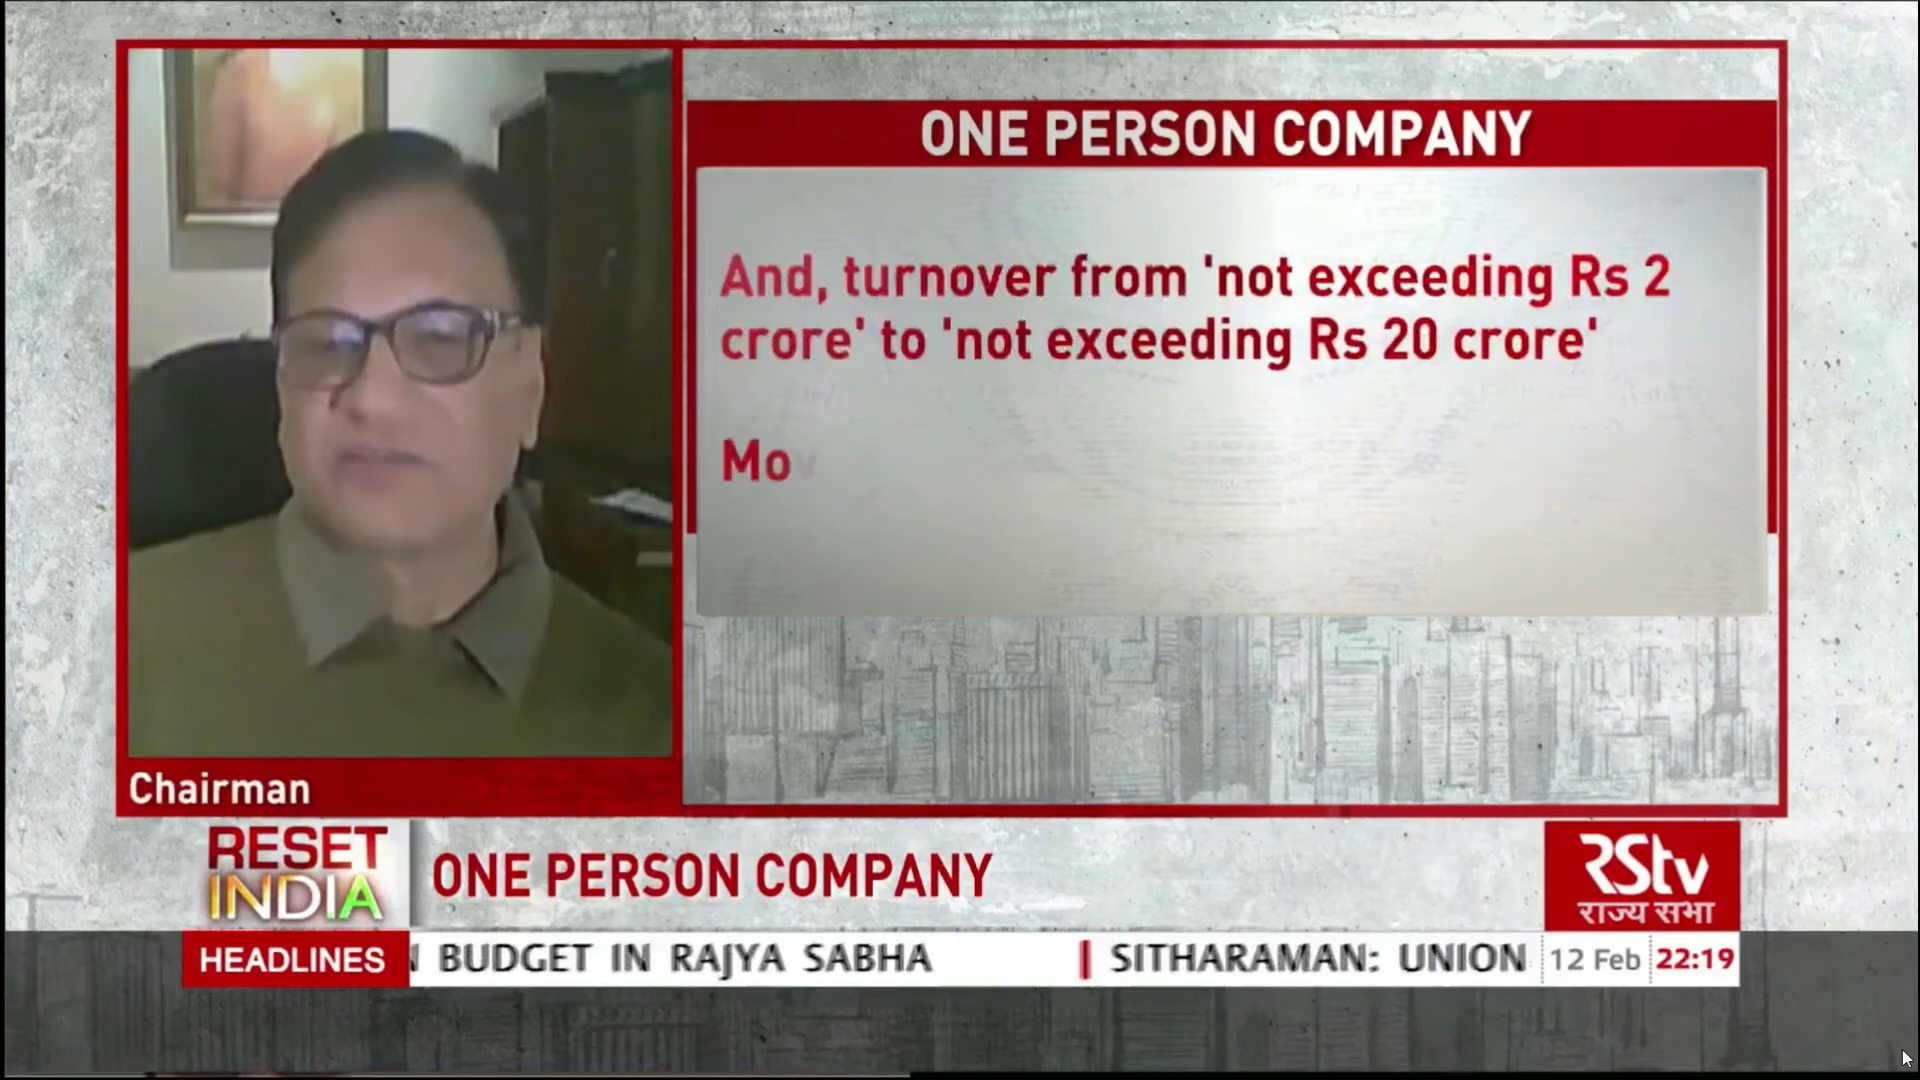 ONE PERSON COMPANY
And, turnover from 'not exceeding Rs 2
crore' to 'not exceeding Rs 20 crore'
Mov
Chairman
RESET
INDIA
ONE PERSON COMPANY
RStv
राज्य सभा
HEADLINES
N BUDGET IN RAJYA SABHA
SITHARAMAN: UNION
12 Feb
22:19